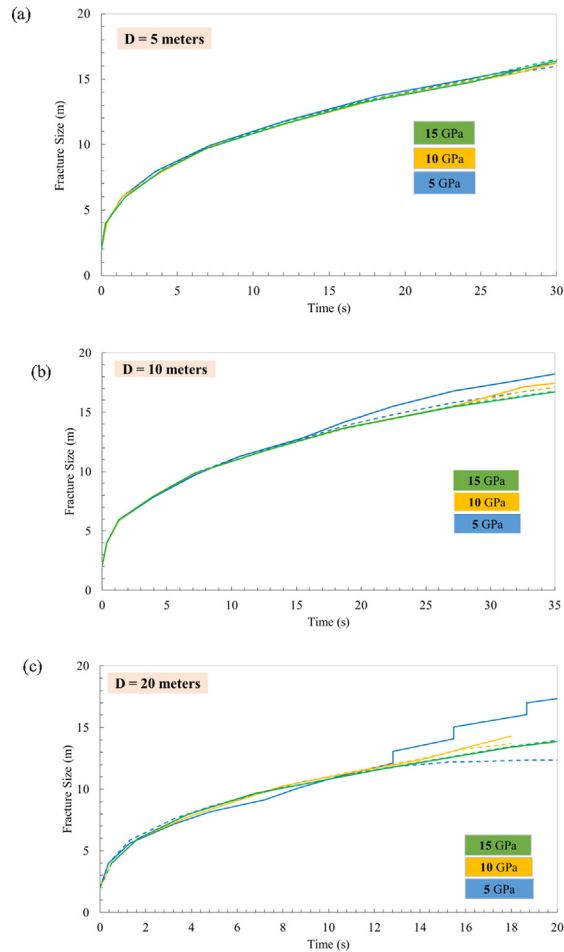 (a)
D = 5 meters
Fracture Size (m)
20
15
10
5
0
15 GPa
10 GPa
5 GPa
0 5 10 15 20 25 30
Time (s)
(b)
D = 10 meters
Fracture Size (m)
20
15
10
5
0
15 GPa
10 GPa
5 GPa
0 5 10 15 20 25 30 35
Time (s)
(c)
D = 20 meters
Fracture Size (m)
20
15
10
5
0
15 GPa
10 GPa
5 GPa
0 2 4 6 8 10 12 14 16 18 20
Time (s)